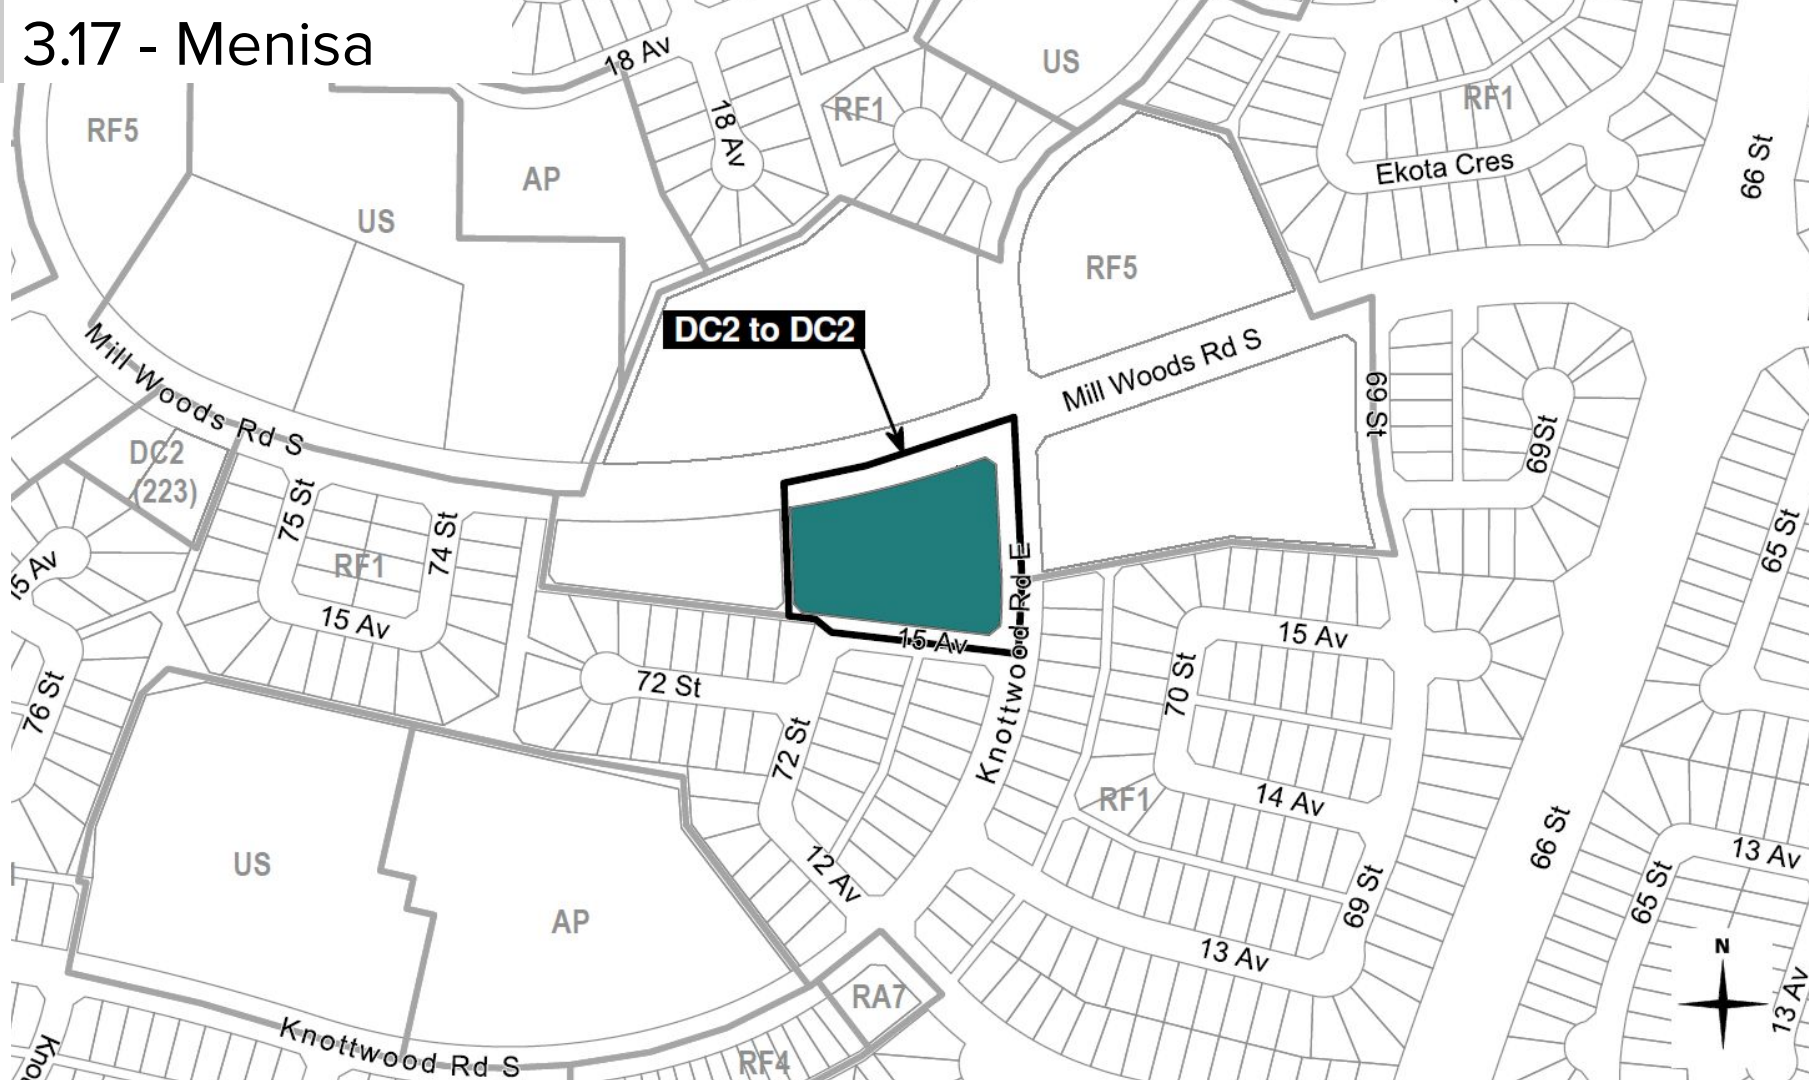 3.17 - Menisa
18 Av
US
RF1
RF1
18 Av
RF5
AP
Ekota Cres
66 St
US
RF5
DC2 to DC2
Mill Woods Rd S
Mill Woods Rd S
69 St
69St
DC2
(223)
75 St
74 St
RF1
15 Av
15 Av
65 St
Knottwood Rd E
15 Av
15 Av
72 St
70 St
76 St
72 St
RF1
14 Av
66 St
12 Av
13 Av
65 St
69 St
US
AP
13 Av
N
RA7
13 Av
Knottwood Rd S
RF4
Kno